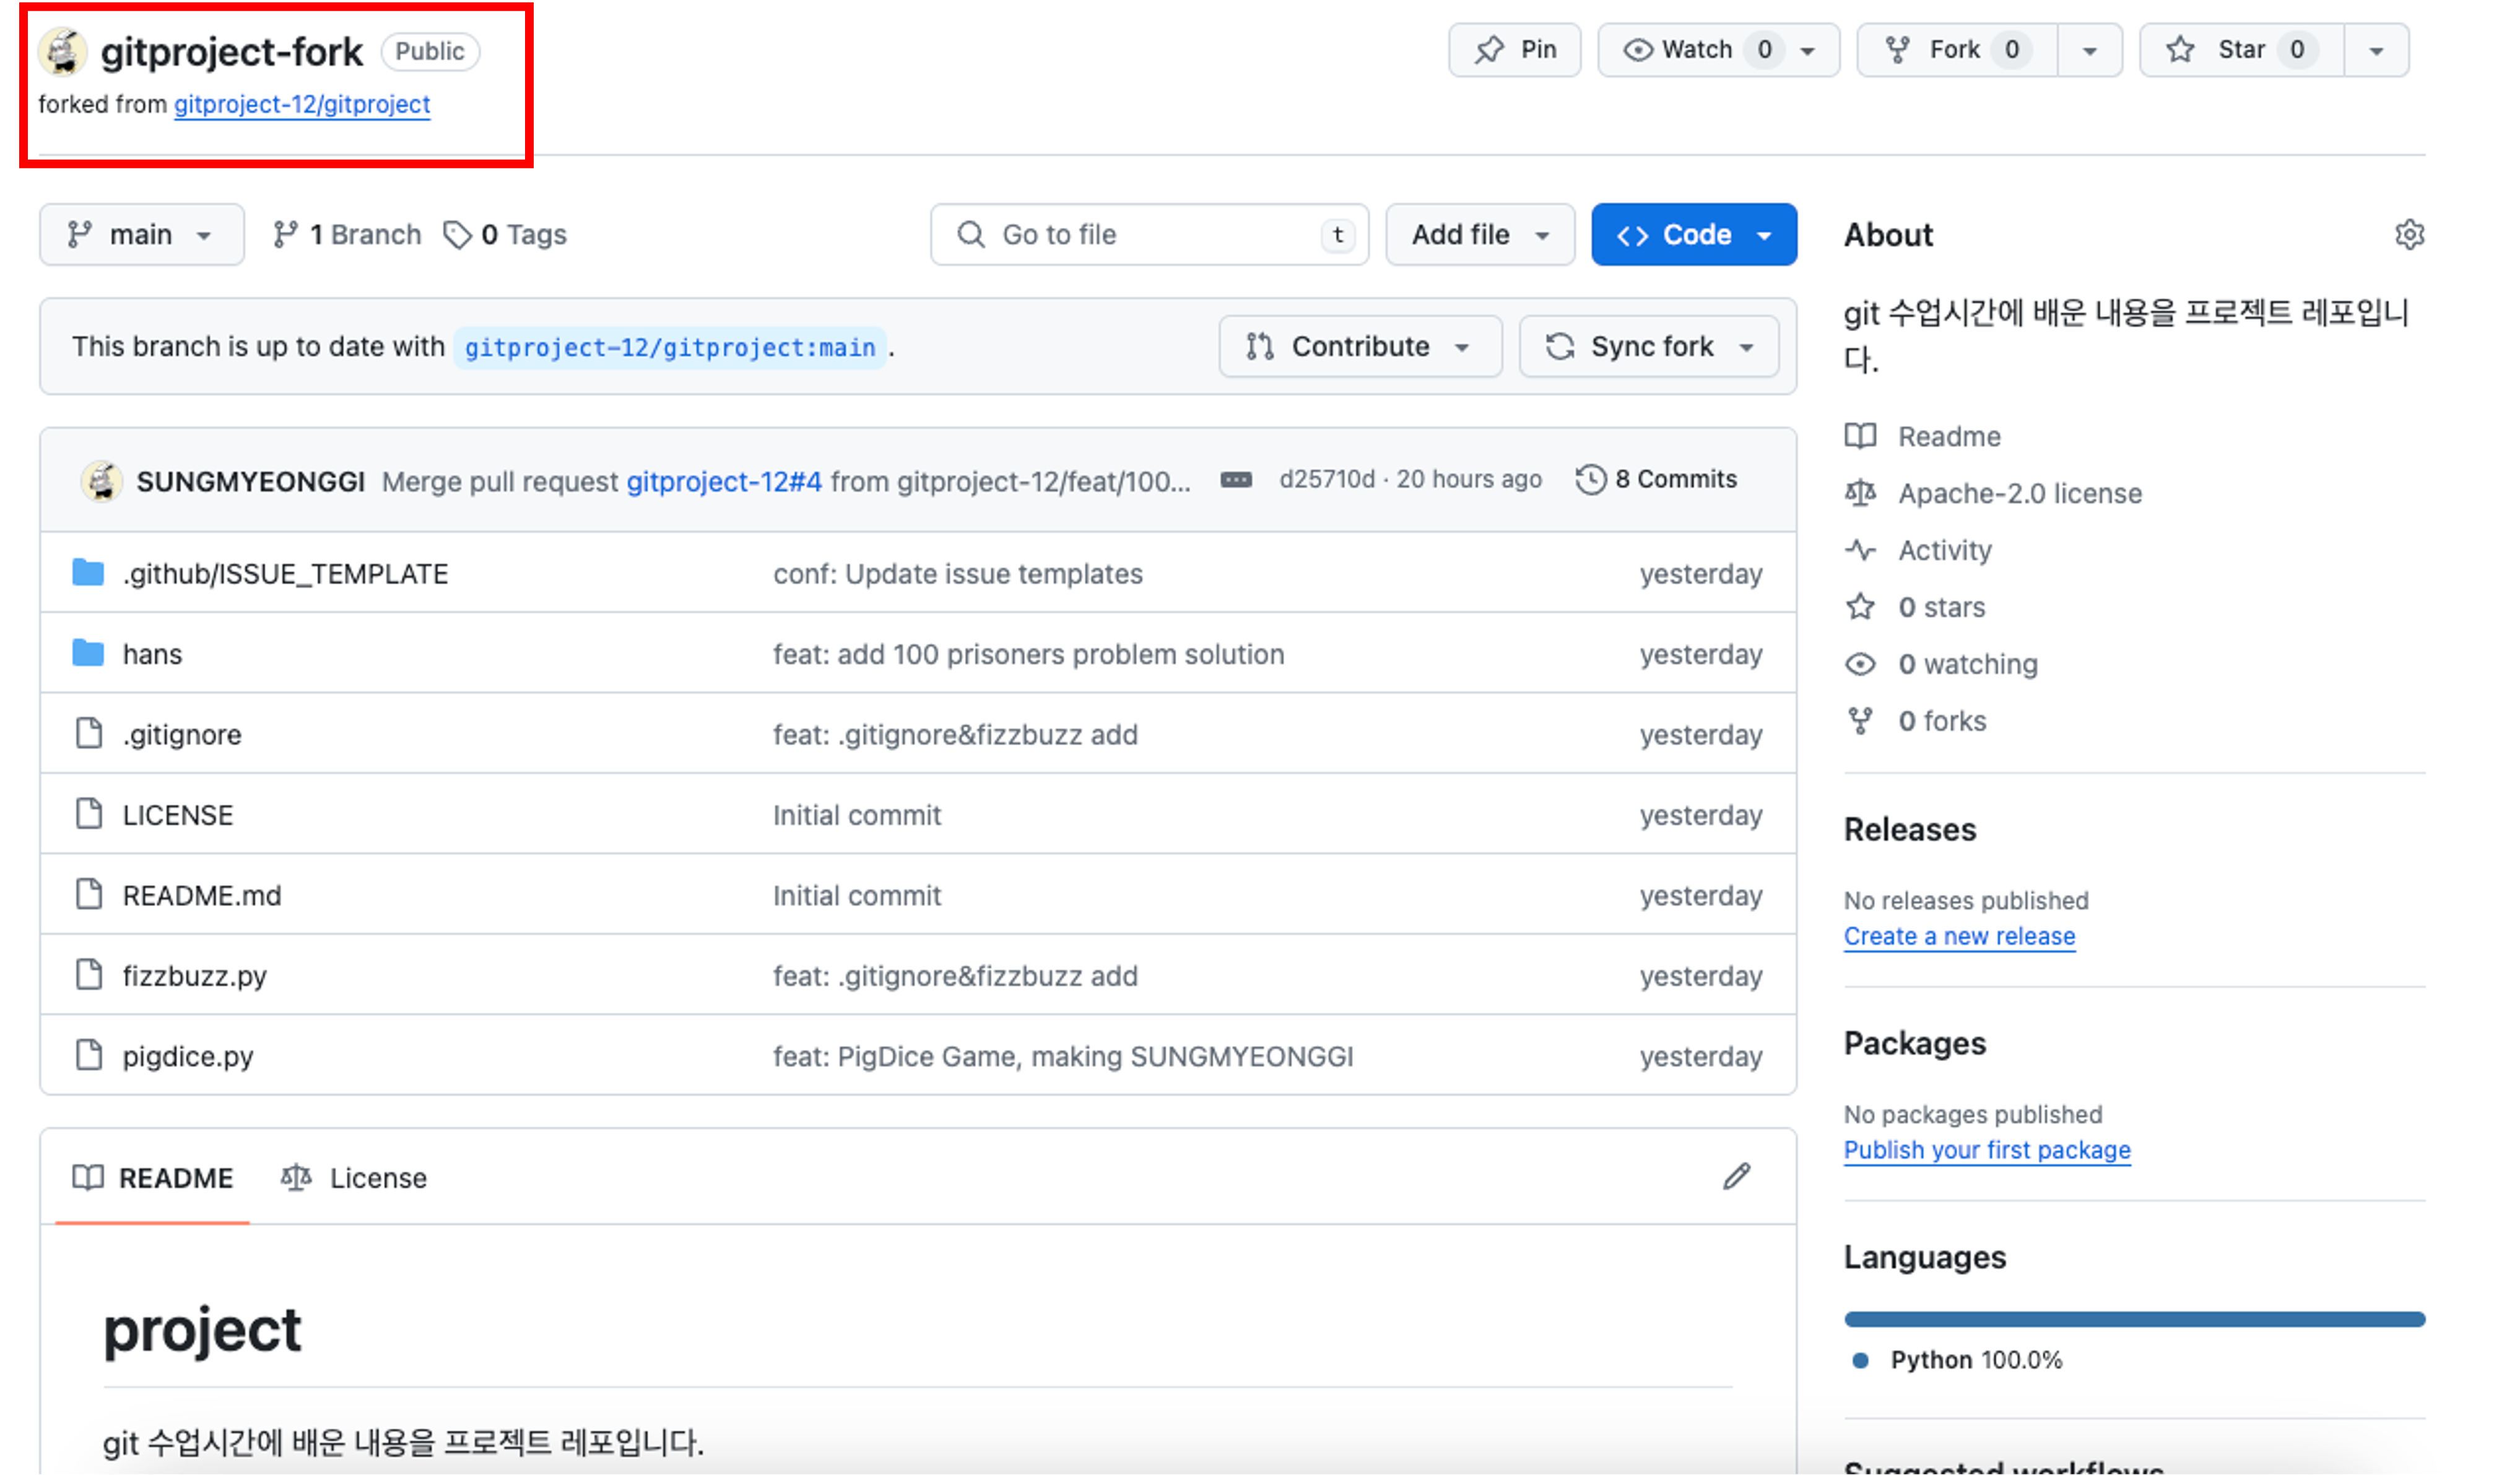 gitproject-fork Public
Pin Watch 0 Fork 0 Star 0
forked from gitproject-12/gitproject
main 1 Branch 0 Tags Go to file t Add file Code
This branch is up to date with gitproject-12/gitproject:main . Contribute Sync fork
SUNGMYEONGGI Merge pull request gitproject-12#4 from gitproject-12/feat/100... d25710d · 20 hours ago 8 Commits
.github/ISSUE_TEMPLATE conf: Update issue templates yesterday
hans feat: add 100 prisoners problem solution yesterday
.gitignore feat: .gitignore&fizzbuzz add yesterday
LICENSE Initial commit yesterday
README.md Initial commit yesterday
fizzbuzz.py feat: .gitignore&fizzbuzz add yesterday
pigdice.py feat: PigDice Game, making SUNGMYEONGGI yesterday
README License
project
git 수업시간에 배운 내용을 프로젝트 레포입니다.
About
git 수업시간에 배운 내용을 프로젝트 레포입니
다.
Readme
Apache-2.0 license
Activity
0 stars
0 watching
0 forks
Releases
No releases published
Create a new release
Packages
No packages published
Publish your first package
Languages
Python 100.0%
Suggested workflows